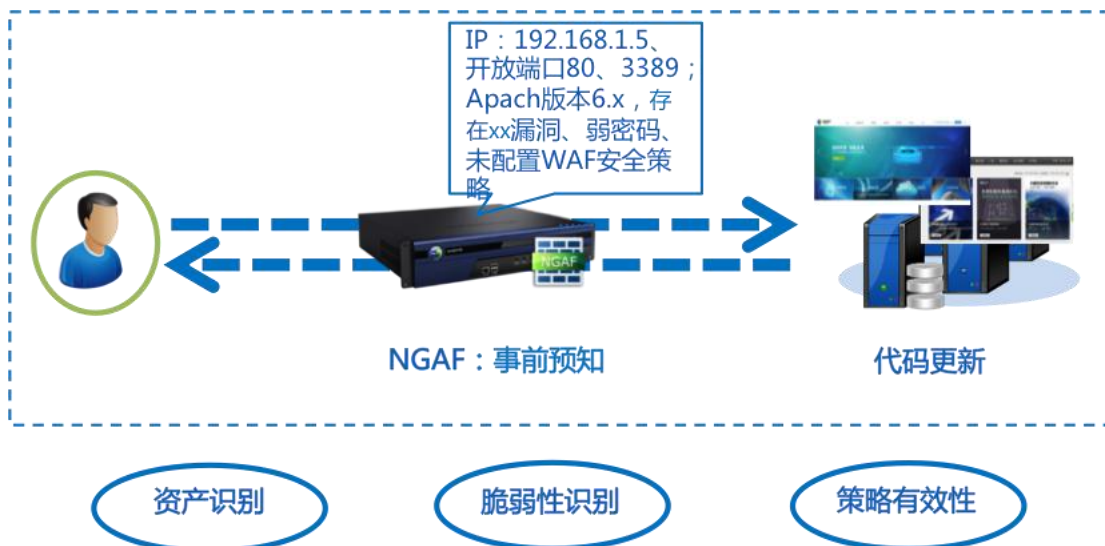 IP：192.168.1.5、
开放端口80、3389；
Apach版本6.x，存
在xx漏洞、弱密码、
未配置WAF安全策
略
NGAF
NGAF：事前预知
代码更新
资产识别
脆弱性识别
策略有效性